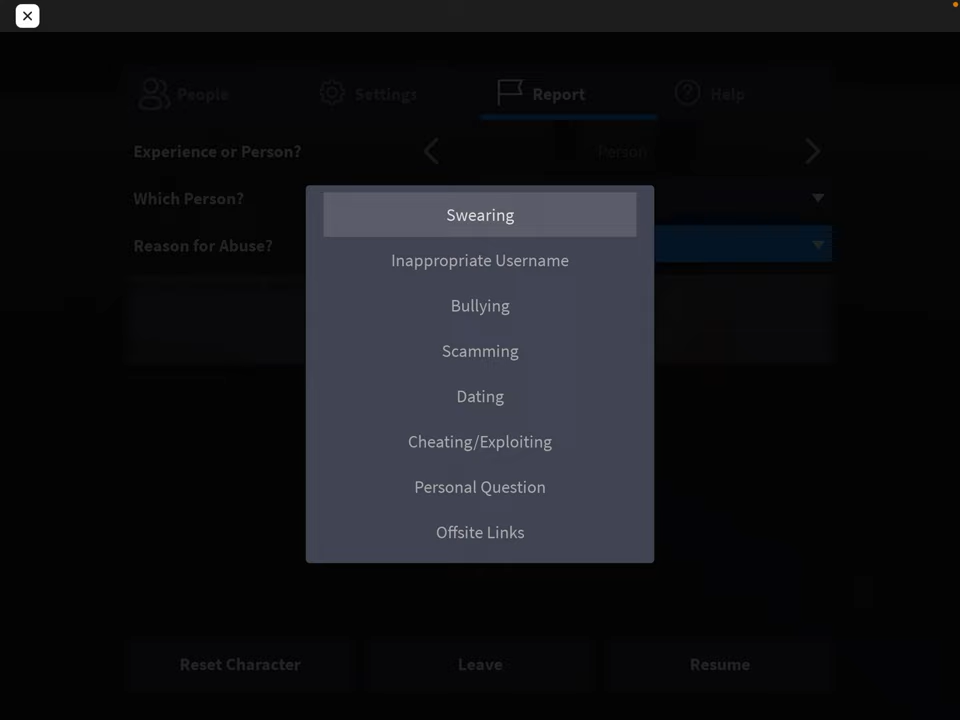 People
Settings
Report
Help
Experience or Person?
Person
Which Person?
Reason for Abuse?
Swearing
Inappropriate Username
Bullying
Scamming
Dating
Cheating/Exploiting
Personal Question
Offsite Links
Reset Character
Leave
Resume